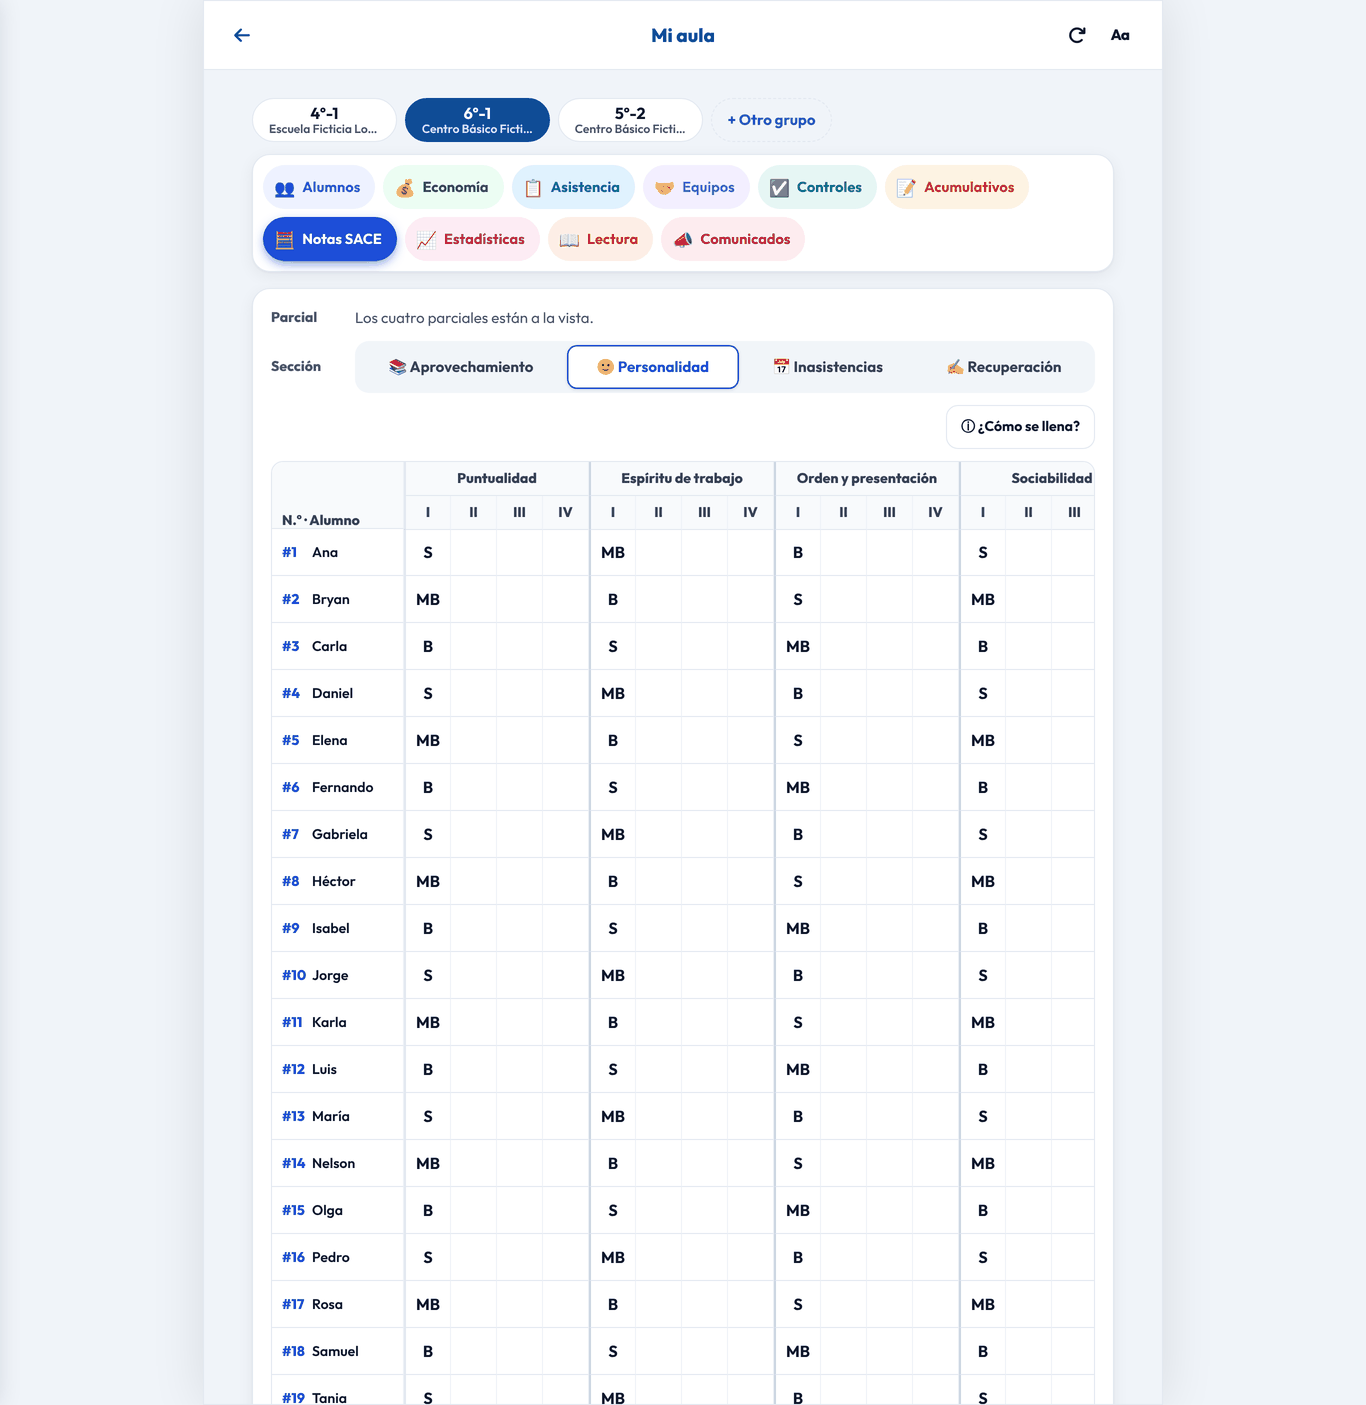 Mi aula
Aa
4º-1
Escuela Ficticia Lo...
6º-1
Centro Básico Ficti...
5º-2
Centro Básico Ficti...
+ Otro grupo
Alumnos
Economía
Asistencia
Equipos
Controles
Acumulativos
Notas SACE
Estadísticas
Lectura
Comunicados
Parcial
Los cuatro parciales están a la vista.
Sección
Aprovechamiento
Personalidad
Inasistencias
Recuperación
ⓘ ¿Cómo se llena?
N.º · Alumno
Puntualidad Espíritu de trabajo Orden y presentación Sociabilidad
I II III IV I II III IV I II III IV I II III
#1 Ana S MB B S
#2 Bryan MB B S MB
#3 Carla B S MB B
#4 Daniel S MB B S
#5 Elena MB B S MB
#6 Fernando B S MB B
#7 Gabriela S MB B S
#8 Héctor MB B S MB
#9 Isabel B S MB B
#10 Jorge S MB B S
#11 Karla MB B S MB
#12 Luis B S MB B
#13 María S MB B S
#14 Nelson MB B S MB
#15 Olga B S MB B
#16 Pedro S MB B S
#17 Rosa MB B S MB
#18 Samuel B S MB B
#19 Tania S MB B S